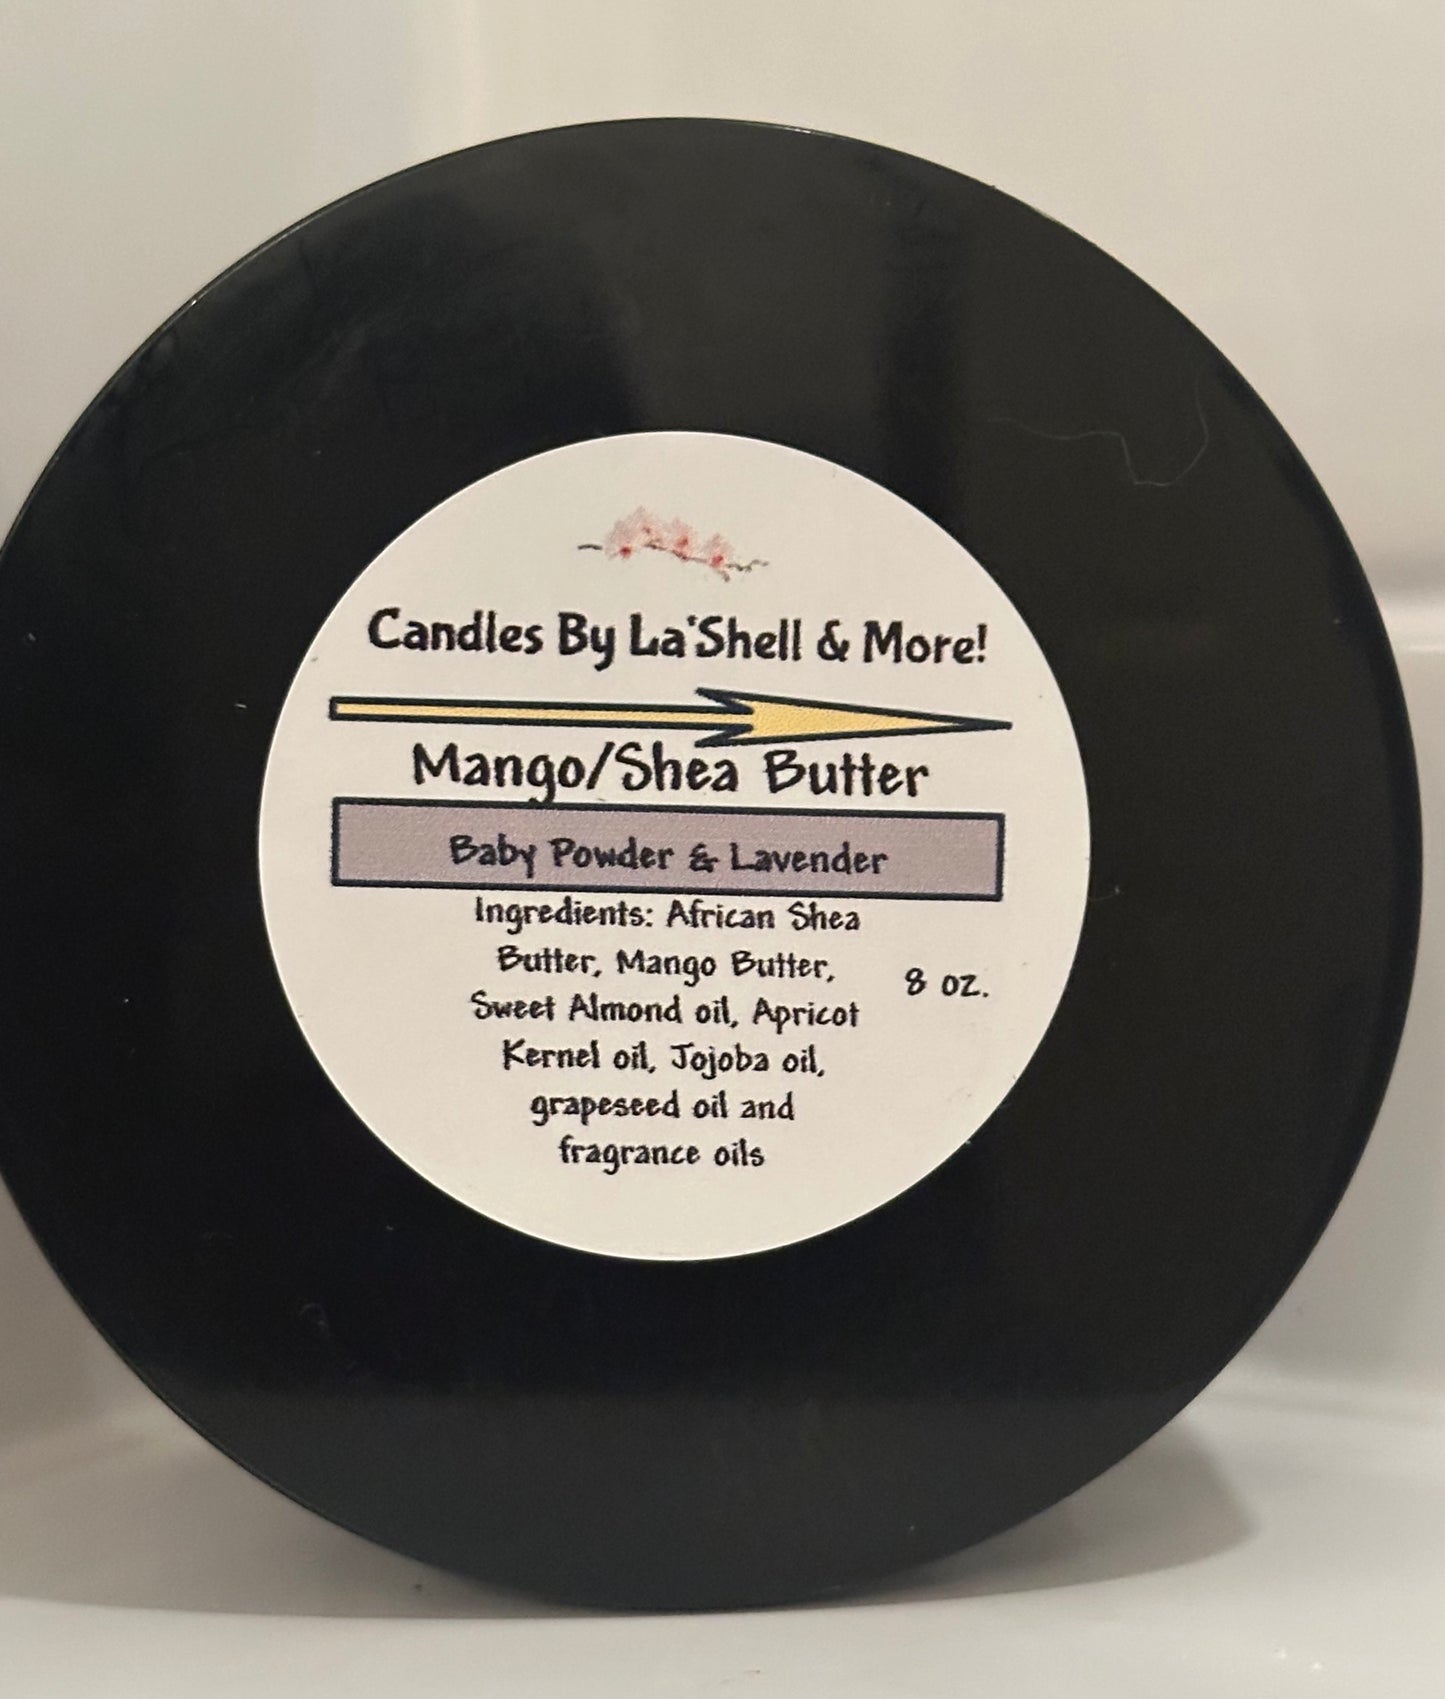 Candles By La'Shell & More!
Mango/Shea Butter
Baby Powder & Lavender
Ingredients: African Shea
Butter, Mango Butter,
Sweet Almond oil, Apricot
Kernel oil, Jojoba oil,
grapeseed oil and
fragrance oils
8 oz.